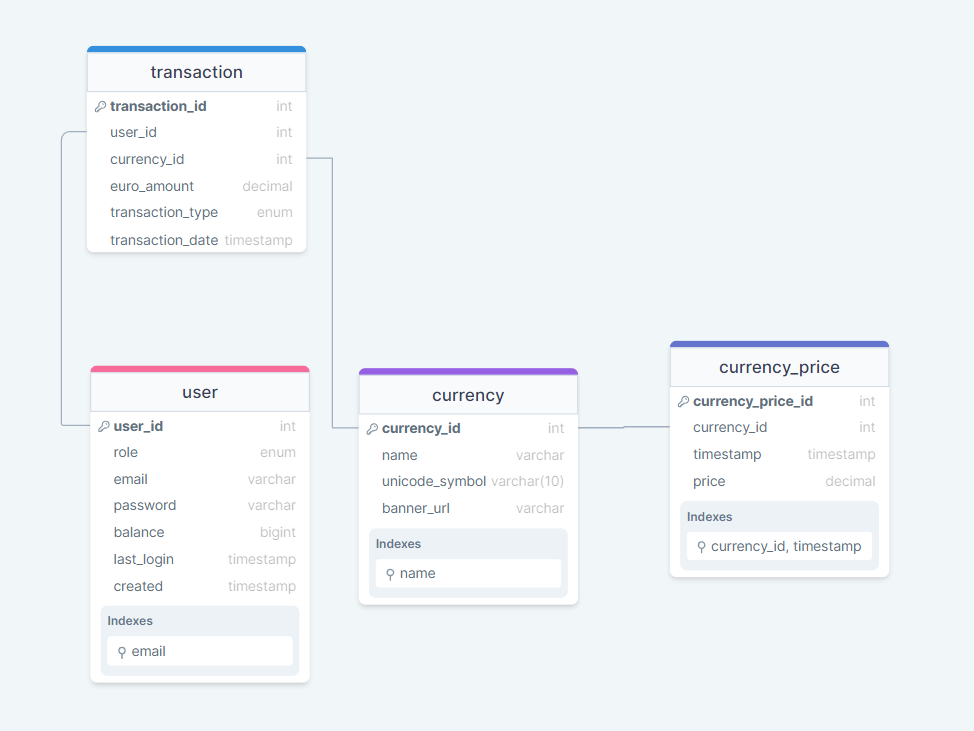 transaction
transaction_id int
user_id int
currency_id int
euro_amount decimal
transaction_type enum
transaction_date timestamp
user
user_id int
role enum
email varchar
password varchar
balance bigint
last_login timestamp
created timestamp
Indexes
email
currency
currency_id int
name varchar
unicode_symbol varchar(10)
banner_url varchar
Indexes
name
currency_price
currency_price_id int
currency_id int
timestamp timestamp
price decimal
Indexes
currency_id, timestamp